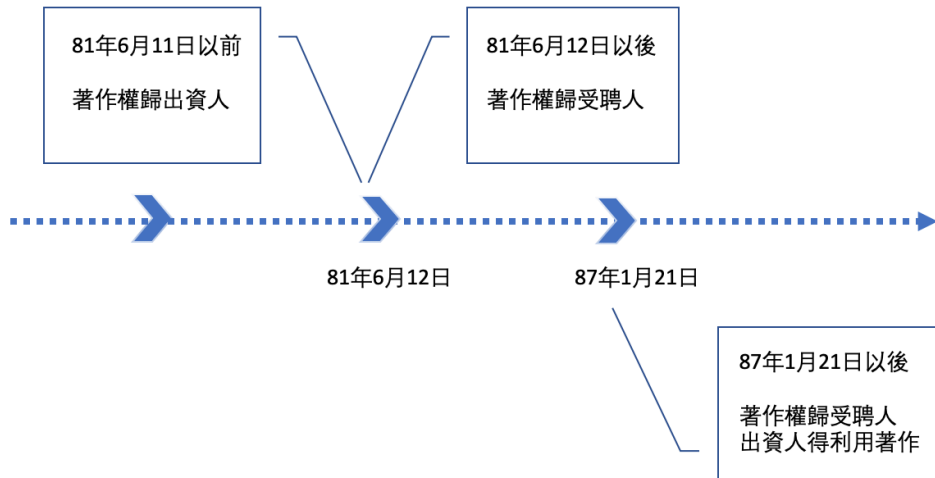 81年6月11日以前
著作權歸出資人
81年6月12日以後
著作權歸受聘人
81年6月12日
87年1月21日
87年1月21日以後
著作權歸受聘人
出資人得利用著作